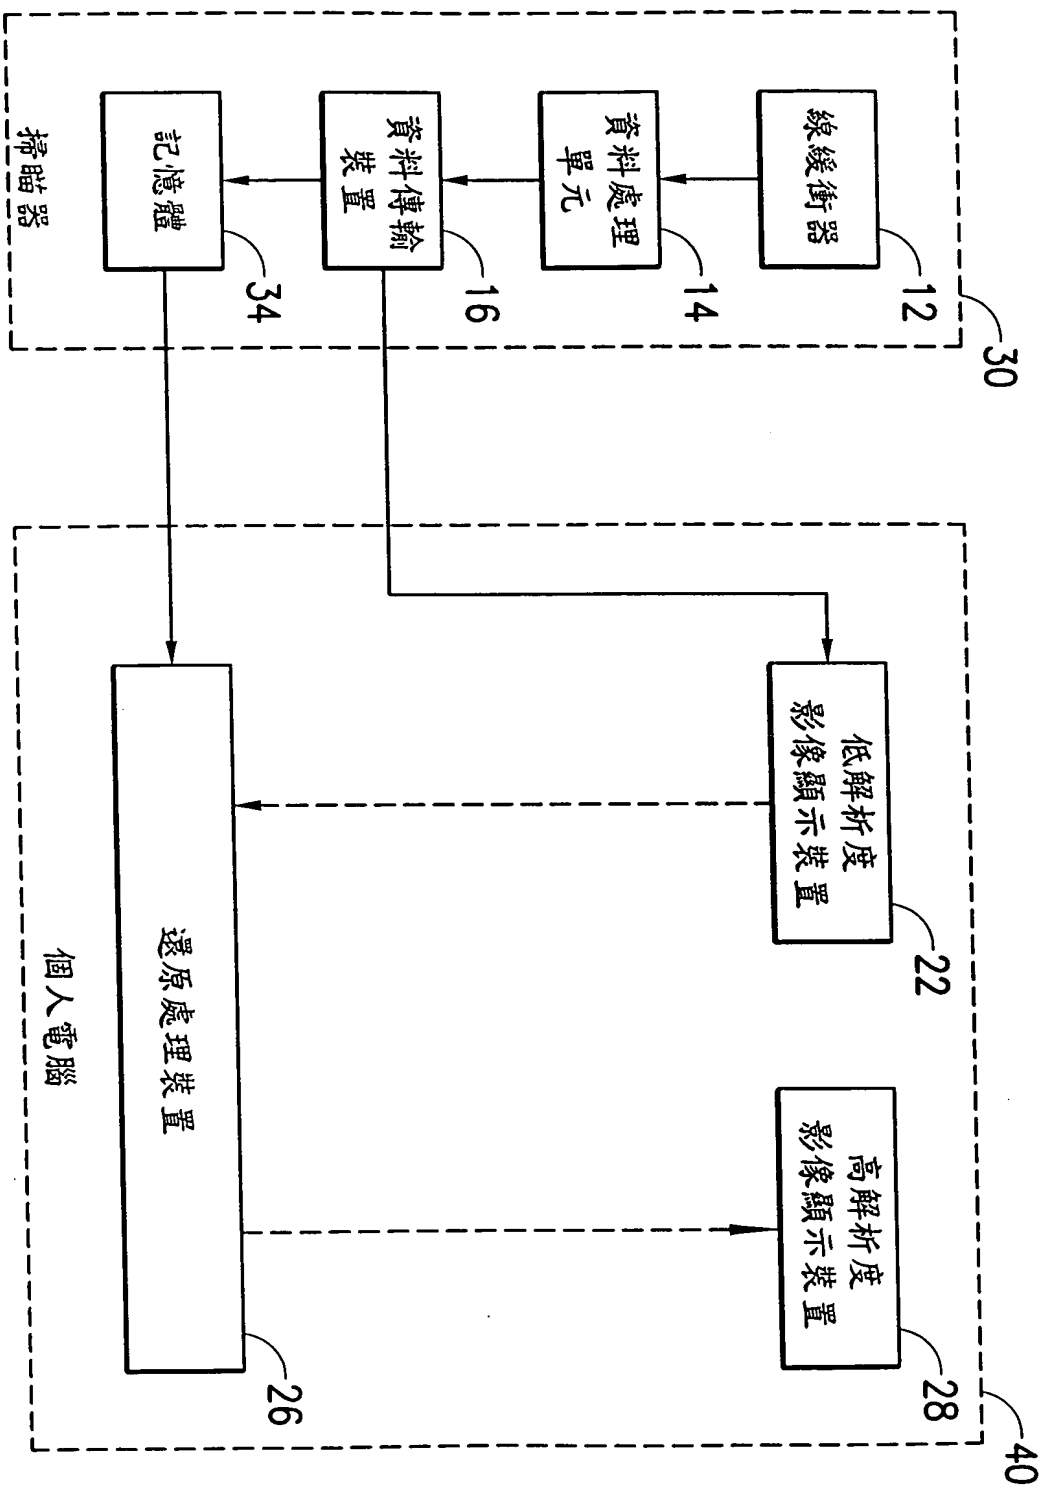 線緩衝器
12
資料處理
單元
14
資料傳輸
裝置
16
記憶體
34
掃瞄器
30
低解析度
影像顯示裝置
22
高解析度
影像顯示裝置
28
還原處理裝置
26
個人電腦
40